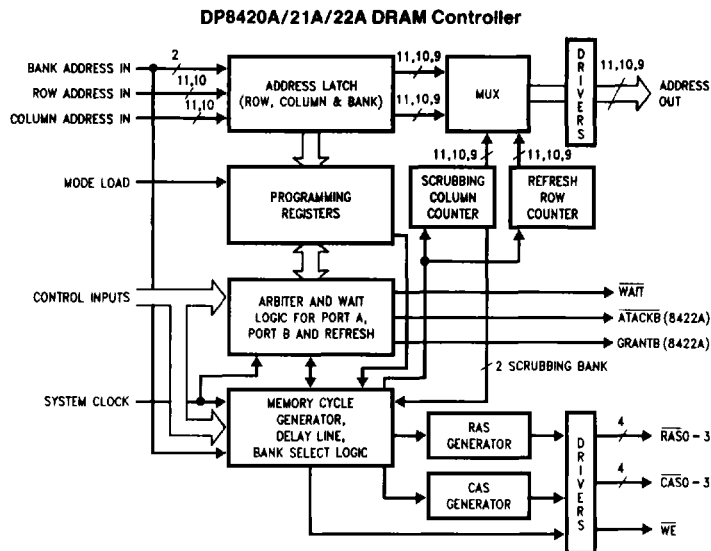 DP8420A/21A/22A DRAM Controller
BANK ADDRESS IN
2
ROW ADDRESS IN
11,10
COLUMN ADDRESS IN
11,10
ADDRESS LATCH
(ROW, COLUMN & BANK)
11,10,9
11,10,9
MUX
DRIVERS
11,10,9
ADDRESS
OUT
11,10,9
11,10,9
MODE LOAD
PROGRAMMING
REGISTERS
SCRUBBING
COLUMN
COUNTER
REFRESH
ROW
COUNTER
CONTROL INPUTS
ARBITER AND WAIT
LOGIC FOR PORT A,
PORT B AND REFRESH
WAIT
ATACKB (8422A)
GRANTB (8422A)
2 SCRUBBING BANK
SYSTEM CLOCK
MEMORY CYCLE
GENERATOR,
DELAY LINE,
BANK SELECT LOGIC
RAS
GENERATOR
CAS
GENERATOR
DRIVERS
4
RAS0-3
4
CAS0-3
WE